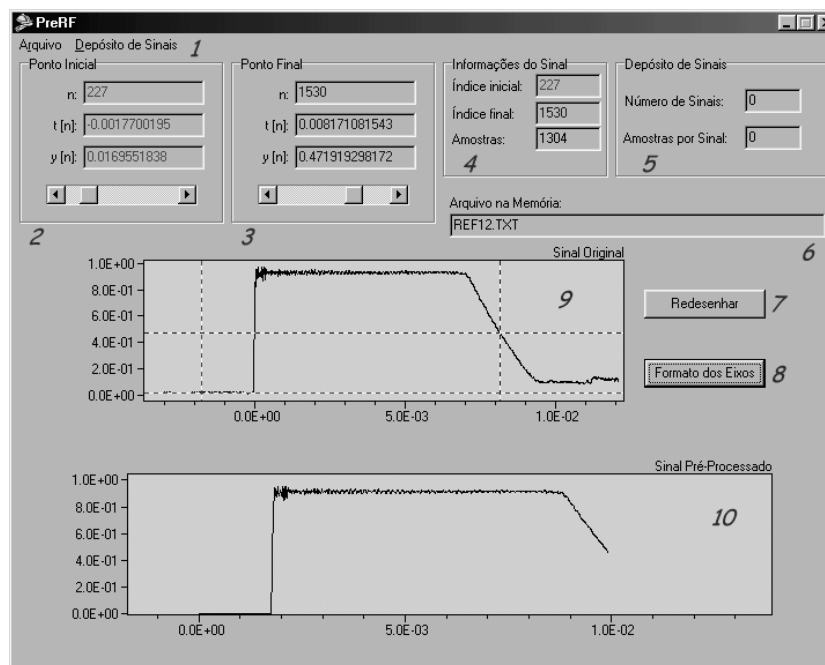 PreRF
Arquivo Depósito de Sinais 1
Ponto Inicial
n: 227
t [n]: -0.0017700195
y [n]: 0.0169551838
2
Ponto Final
n: 1530
t [n]: 0.008171081543
y [n]: 0.471919298172
3
Informações do Sinal
Índice inicial: 227
Índice final: 1530
Amostras: 1304
4
Depósito de Sinais
Número de Sinais: 0
Amostras por Sinal: 0
5
Arquivo na Memória:
REF12.TXT
6
Sinal Original
1.0E+00
8.0E-01
6.0E-01
4.0E-01
2.0E-01
0.0E+00
0.0E+00 5.0E-03 1.0E-02
9
Redesenhar 7
Formato dos Eixos 8
Sinal Pré-Processado
1.0E+00
8.0E-01
6.0E-01
4.0E-01
2.0E-01
0.0E+00
0.0E+00 5.0E-03 1.0E-02
10